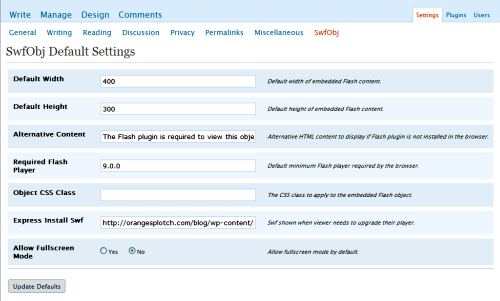 Write Manage Design Comments Settings Plugins Users
General Writing Reading Discussion Privacy Permalinks Miscellaneous SwfObj
SwfObj Default Settings
Default Width 400 Default width of embedded Flash content.
Default Height 300 Default height of embedded Flash content.
Alternative Content The Flash plugin is required to view this obje Alternative HTML content to display if Flash plugin is not installed in the browser.
Required Flash Player 9.0.0 Default minimum Flash player required by the browser.
Object CSS Class The CSS class to apply to the embedded Flash object.
Express Install Swf http://orangesplotch.com/blog/wp-content/ Swf shown when viewer needs to upgrade their player.
Allow Fullscreen Mode Yes No Allow fullscreen mode by default.
Update Defaults